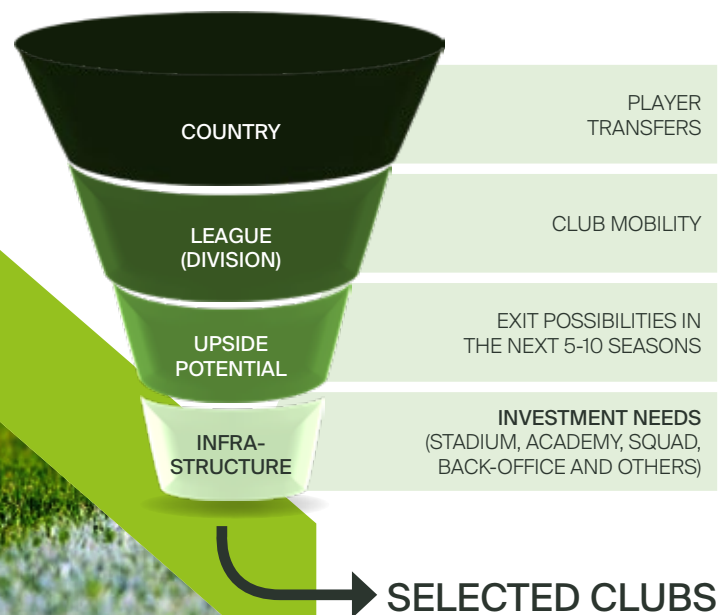 COUNTRY
PLAYER
TRANSFERS
LEAGUE
(DIVISION)
CLUB MOBILITY
UPSIDE
POTENTIAL
EXIT POSSIBILITIES IN
THE NEXT 5-10 SEASONS
INFRA-
STRUCTURE
INVESTMENT NEEDS
(STADIUM, ACADEMY, SQUAD,
BACK-OFFICE AND OTHERS)
SELECTED CLUBS